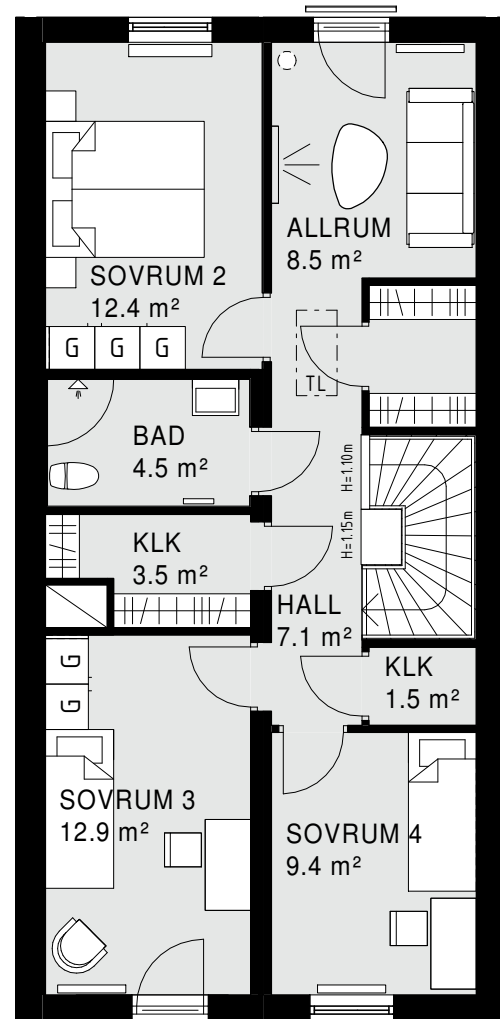 ALLRUM
8.5 m²
SOVRUM 2
12.4 m²
G G G
TL
BAD
4.5 m²
H=1.10m
H=1.15m
KLK
3.5 m²
HALL
7.1 m²
KLK
1.5 m²
G
G
SOVRUM 3
12.9 m²
SOVRUM 4
9.4 m²